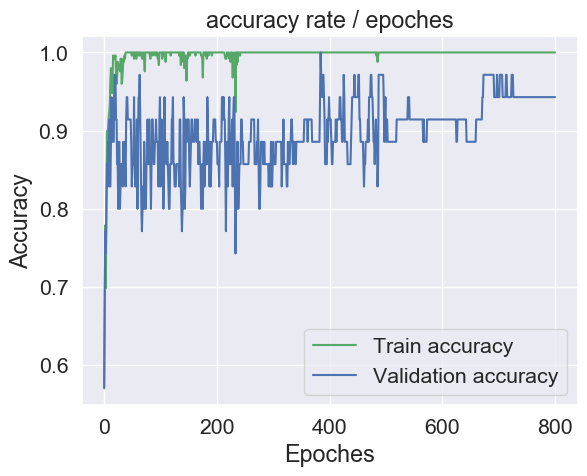 accuracy rate / epoches
1.0
0.9
0.8
0.7
0.6
Accuracy
Train accuracy
Validation accuracy
0 200 400 600 800
Epoches